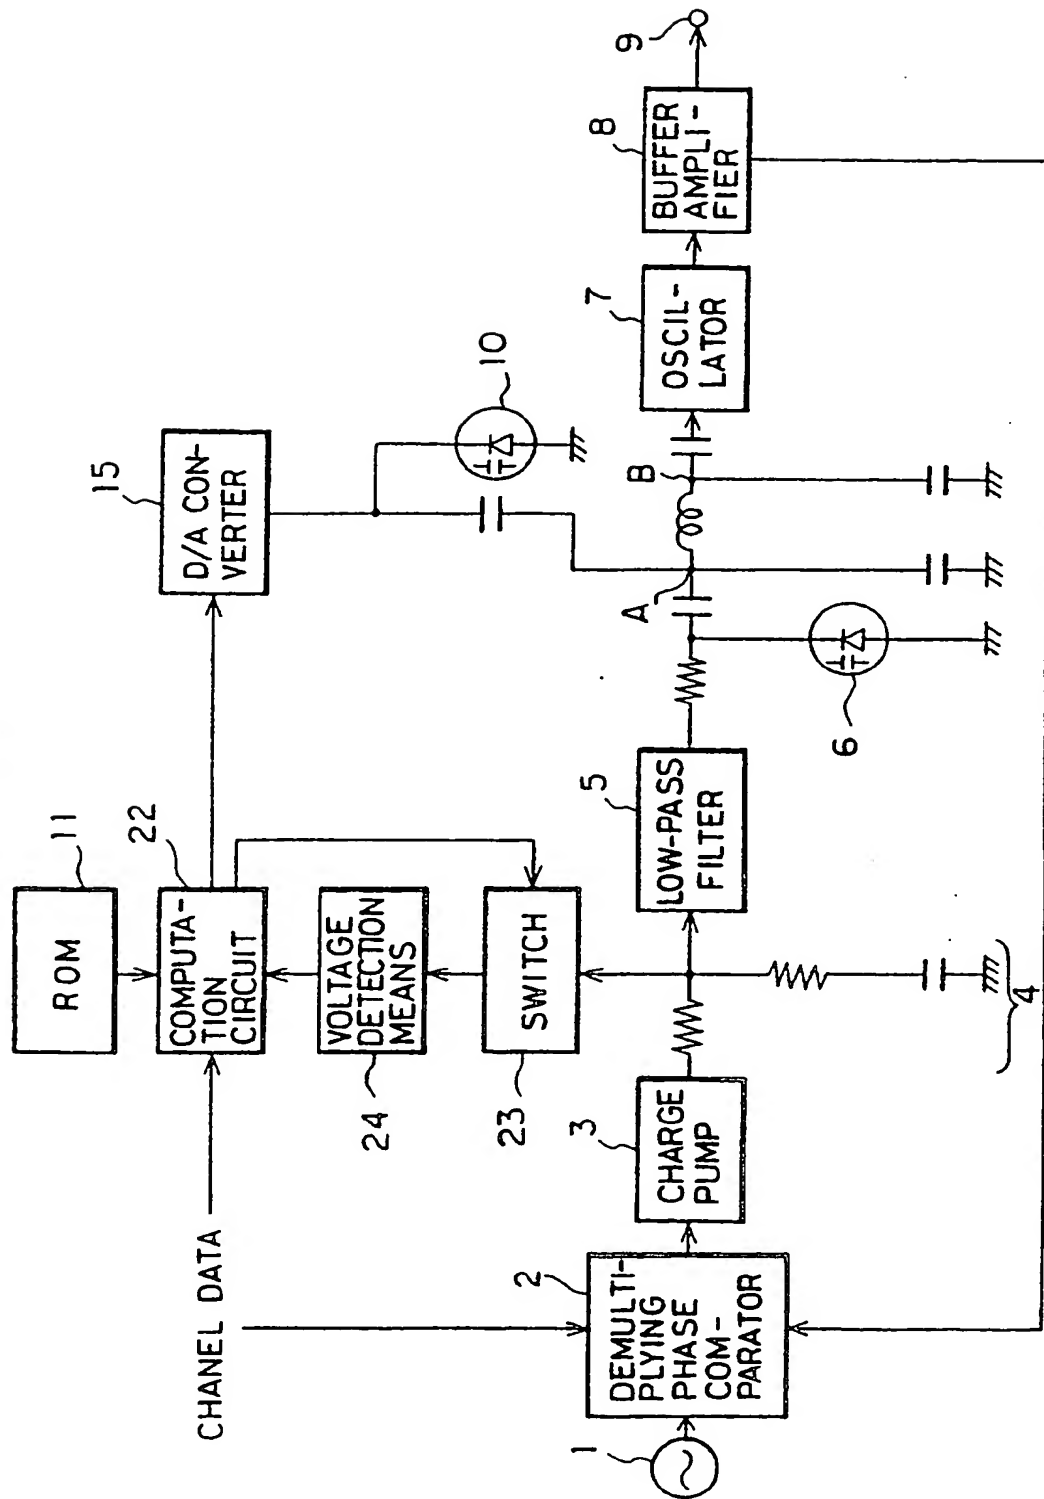 ROM
11
COMPUTA-
TION
CIRCUIT
22
D/A CON-
VERTER
15
CHANEL DATA
VOLTAGE
DETECTION
MEANS
24
SWITCH
23
10
1
DEMULTI-
PLYING
PHASE
COM-
PARATOR
2
CHARGE
PUMP
3
4
LOW-PASS
FILTER
5
6
A
B
OSCIL-
LATOR
7
BUFFER
AMPLI-
FIER
8
9